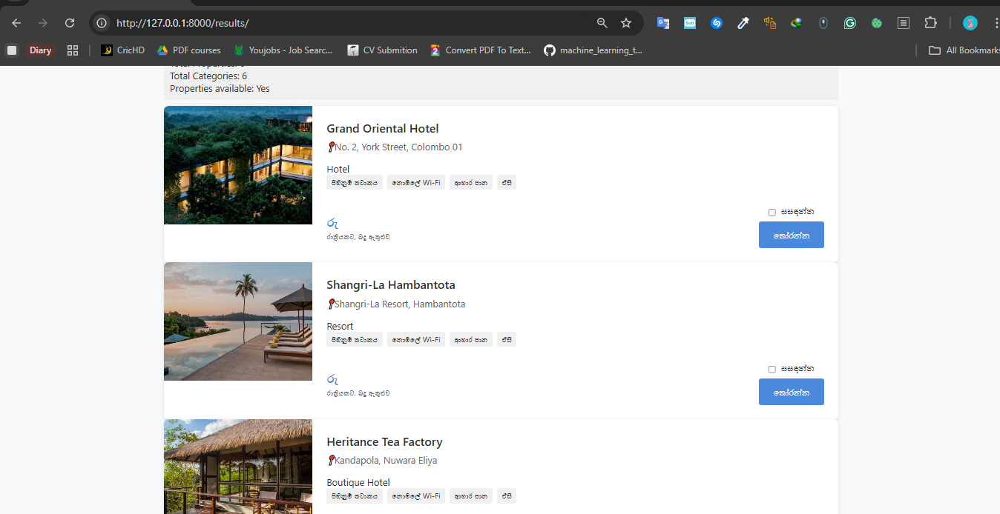 http://127.0.0.1:8000/results/
Diary
CricHD
PDF courses
Youjobs - Job Searc...
CV Submition
Convert PDF To Text...
machine_learning_t...
All Bookmarks
Total Categories: 6
Properties available: Yes
Grand Oriental Hotel
No. 2, York Street, Colombo 01
Hotel
පිහිනුම් තටාකය නොමිලේ Wi-Fi ආහාර පාන ඒසී
සසඳන්න
රු
තෝරන්න
රාත්‍රියකට, බදු ඇතුළුව
Shangri-La Hambantota
Shangri-La Resort, Hambantota
Resort
පිහිනුම් තටාකය නොමිලේ Wi-Fi ආහාර පාන ඒසී
සසඳන්න
රු
තෝරන්න
රාත්‍රියකට, බදු ඇතුළුව
Heritance Tea Factory
Kandapola, Nuwara Eliya
Boutique Hotel
පිහිනුම් තටාකය නොමිලේ Wi-Fi ආහාර පාන ඒසී